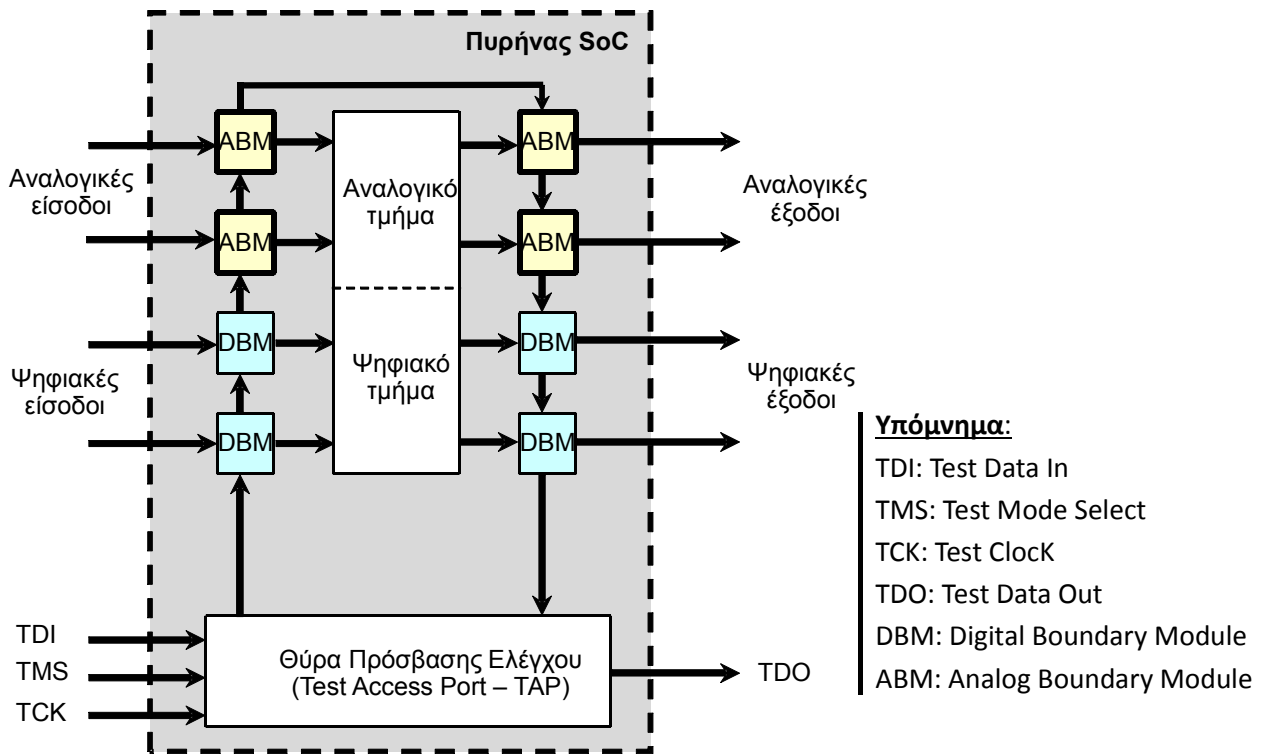 Πυρήνας SoC
ABM
ABM
Αναλογικές
είσοδοι
Αναλογικό
τμήμα
Αναλογικές
έξοδοι
ABM
ABM
DBM
DBM
Ψηφιακές
είσοδοι
Ψηφιακό
τμήμα
Ψηφιακές
έξοδοι
DBM
DBM
Υπόμνημα:
TDI: Test Data In
TMS: Test Mode Select
TCK: Test ClocK
TDO: Test Data Out
DBM: Digital Boundary Module
ABM: Analog Boundary Module
TDI
TMS
TCK
Θύρα Πρόσβασης Ελέγχου
(Test Access Port – TAP)
TDO